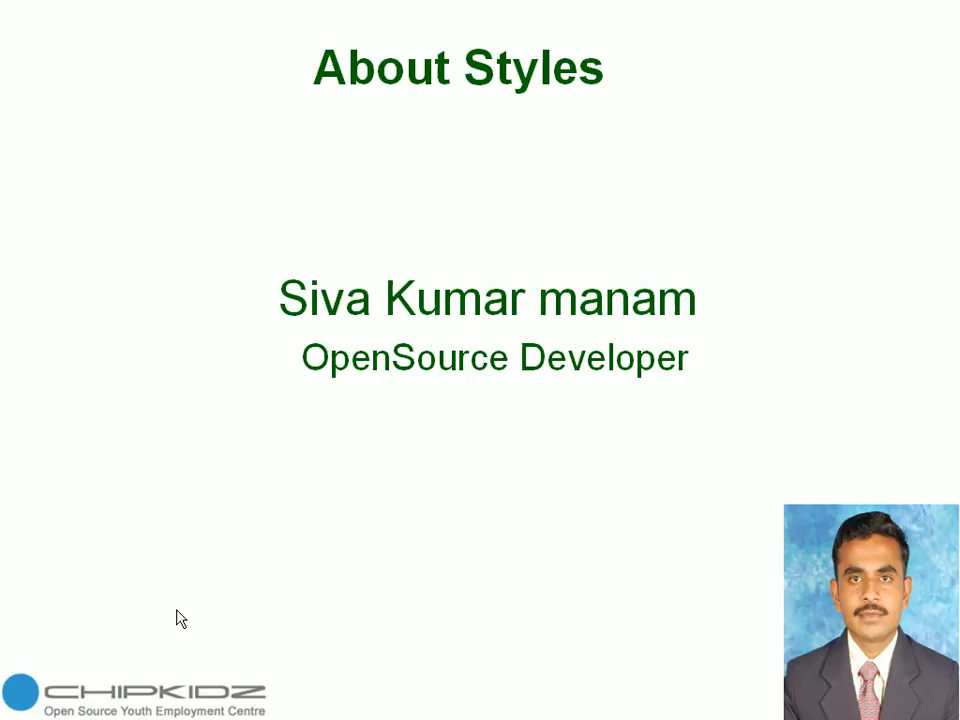 About Styles
Siva Kumar manam
OpenSource Developer
CHIPKIDZ
Open Source Youth Employment Centre